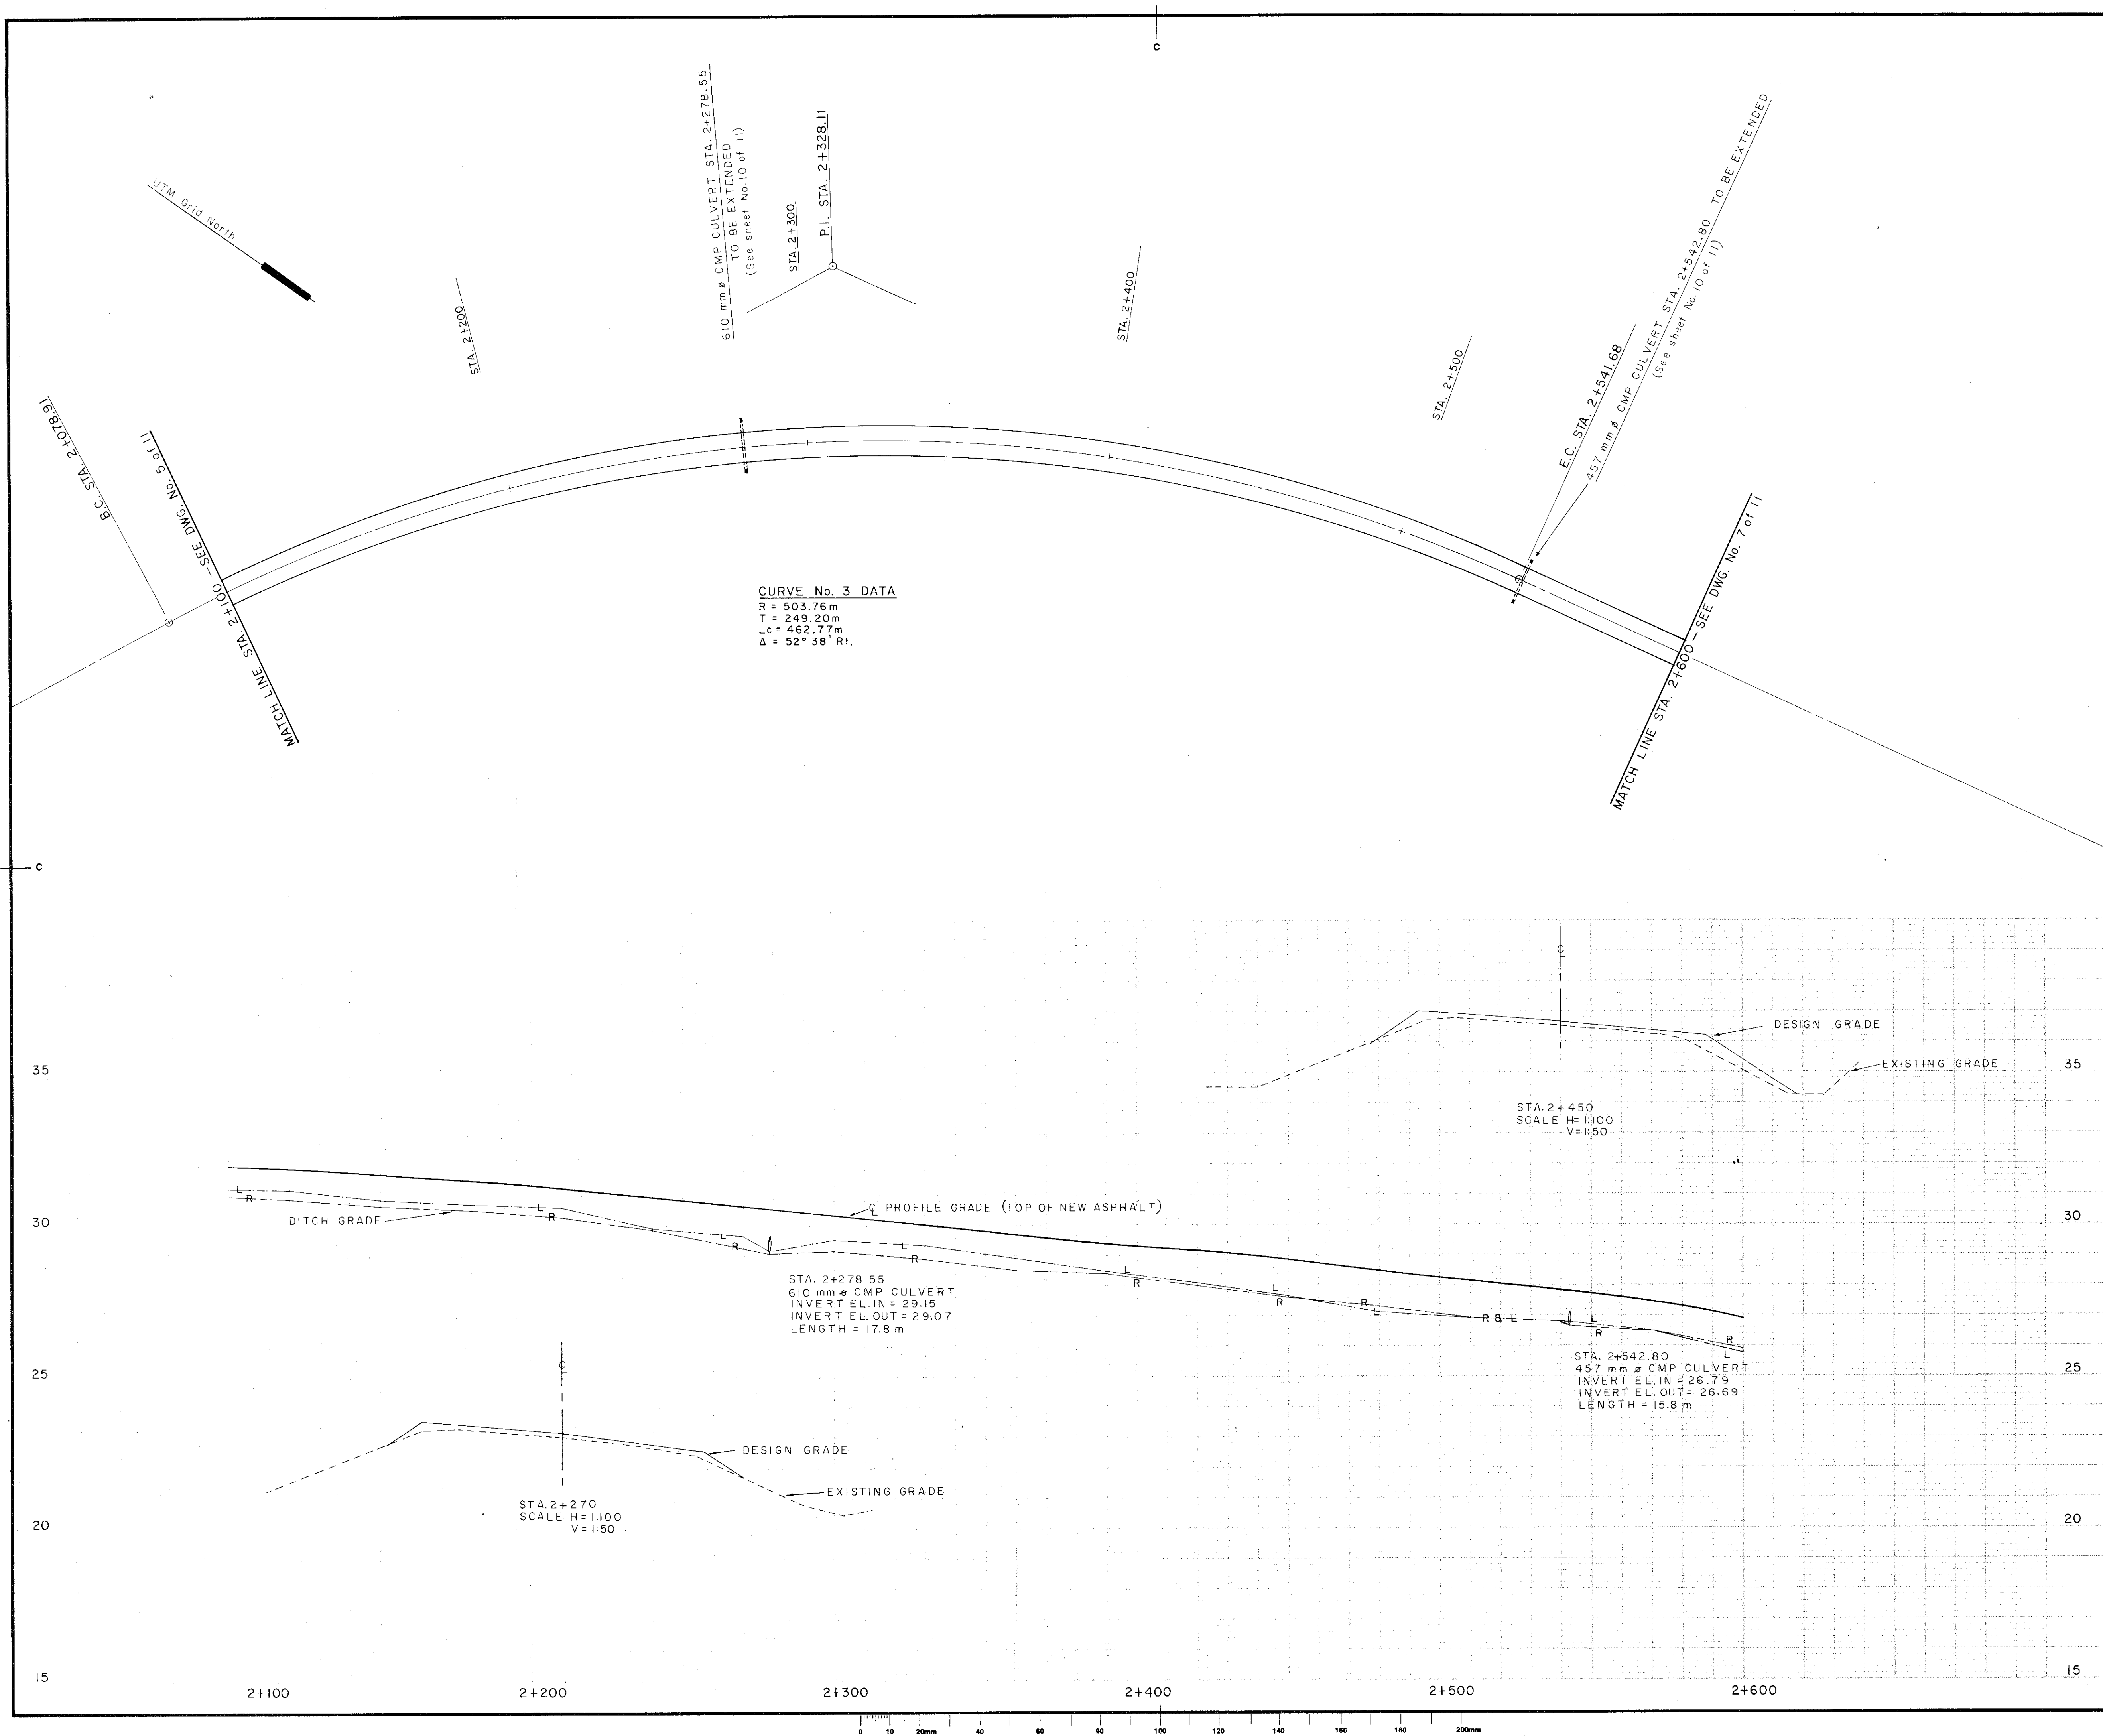 C
UTM Grid North
B.C. STA. 2+078.91
MATCH LINE STA. 2+100 - SEE DWG. No. 5 of 11
STA. 2+200
610 mm ø CMP CULVERT STA. 2+278.55
TO BE EXTENDED
(See sheet No. 10 of 11)
STA. 2+300
P.I. STA. 2+328.11
STA. 2+400
STA. 2+500
E.C. STA. 2+541.68
457 mm ø CMP CULVERT STA. 2+542.80 TO BE EXTENDED
(See sheet No. 10 of 11)
MATCH LINE STA. 2+600 - SEE DWG. No. 7 of 11
CURVE No. 3 DATA
R = 503.76m
T = 249.20m
Lc = 462.77m
Δ = 52° 38' Rt.
C
℄
DESIGN GRADE
EXISTING GRADE
STA. 2+450
SCALE H=1:100
V=1:50
35
35
L
R
DITCH GRADE
L
R
L
R
℄ PROFILE GRADE (TOP OF NEW ASPHALT)
L
R
L
R
L
R
R
L
R & L
L
R
R
L
30
30
STA. 2+278 55
610 mm ø CMP CULVERT
INVERT EL. IN = 29.15
INVERT EL. OUT = 29.07
LENGTH = 17.8 m
STA. 2+542.80
457 mm ø CMP CULVERT
INVERT EL. IN = 26.79
INVERT EL. OUT = 26.69
LENGTH = 15.8 m
25
25
℄
DESIGN GRADE
EXISTING GRADE
STA. 2+270
SCALE H=1:100
V=1:50
20
20
15
15
2+100 2+200 2+300 2+400 2+500 2+600
0 10 20mm 40 60 80 100 120 140 160 180 200mm